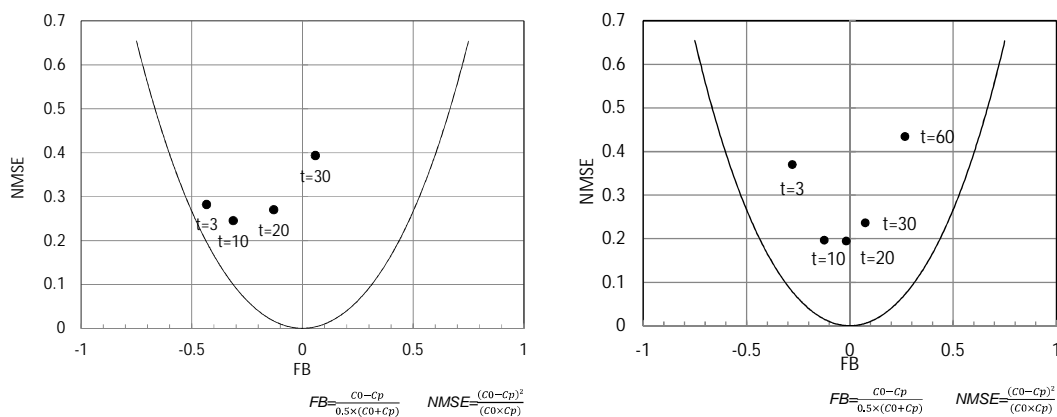 0.7
0.6
0.5
0.4
0.3
0.2
0.1
0
NMSE
t=30
t=3
t=10
t=20
-1
-0.5
0
0.5
1
FB
FB=\frac{C0-Cp}{0.5×(C0+Cp)} NMSE=\frac{(C0-Cp)^2}{(C0×Cp)}
0.7
0.6
0.5
0.4
0.3
0.2
0.1
0
NMSE
t=60
t=3
t=30
t=10
t=20
-1
-0.5
0
0.5
1
FB
FB=\frac{C0-Cp}{0.5×(C0+Cp)} NMSE=\frac{(C0-Cp)^2}{(C0×Cp)}